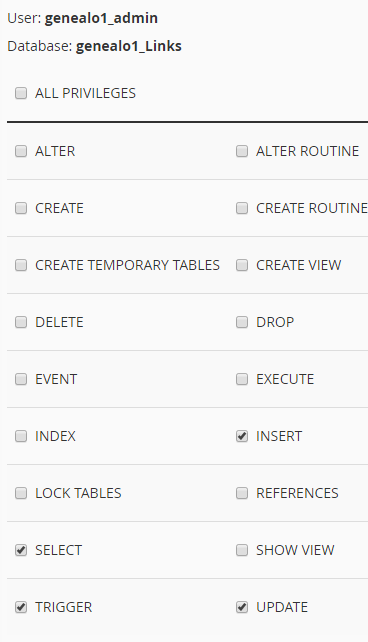 User: genealo1_admin
Database: genealo1_Links
ALL PRIVILEGES
ALTER ALTER ROUTINE
CREATE CREATE ROUTINE
CREATE TEMPORARY TABLES CREATE VIEW
DELETE DROP
EVENT EXECUTE
INDEX INSERT
LOCK TABLES REFERENCES
SELECT SHOW VIEW
TRIGGER UPDATE